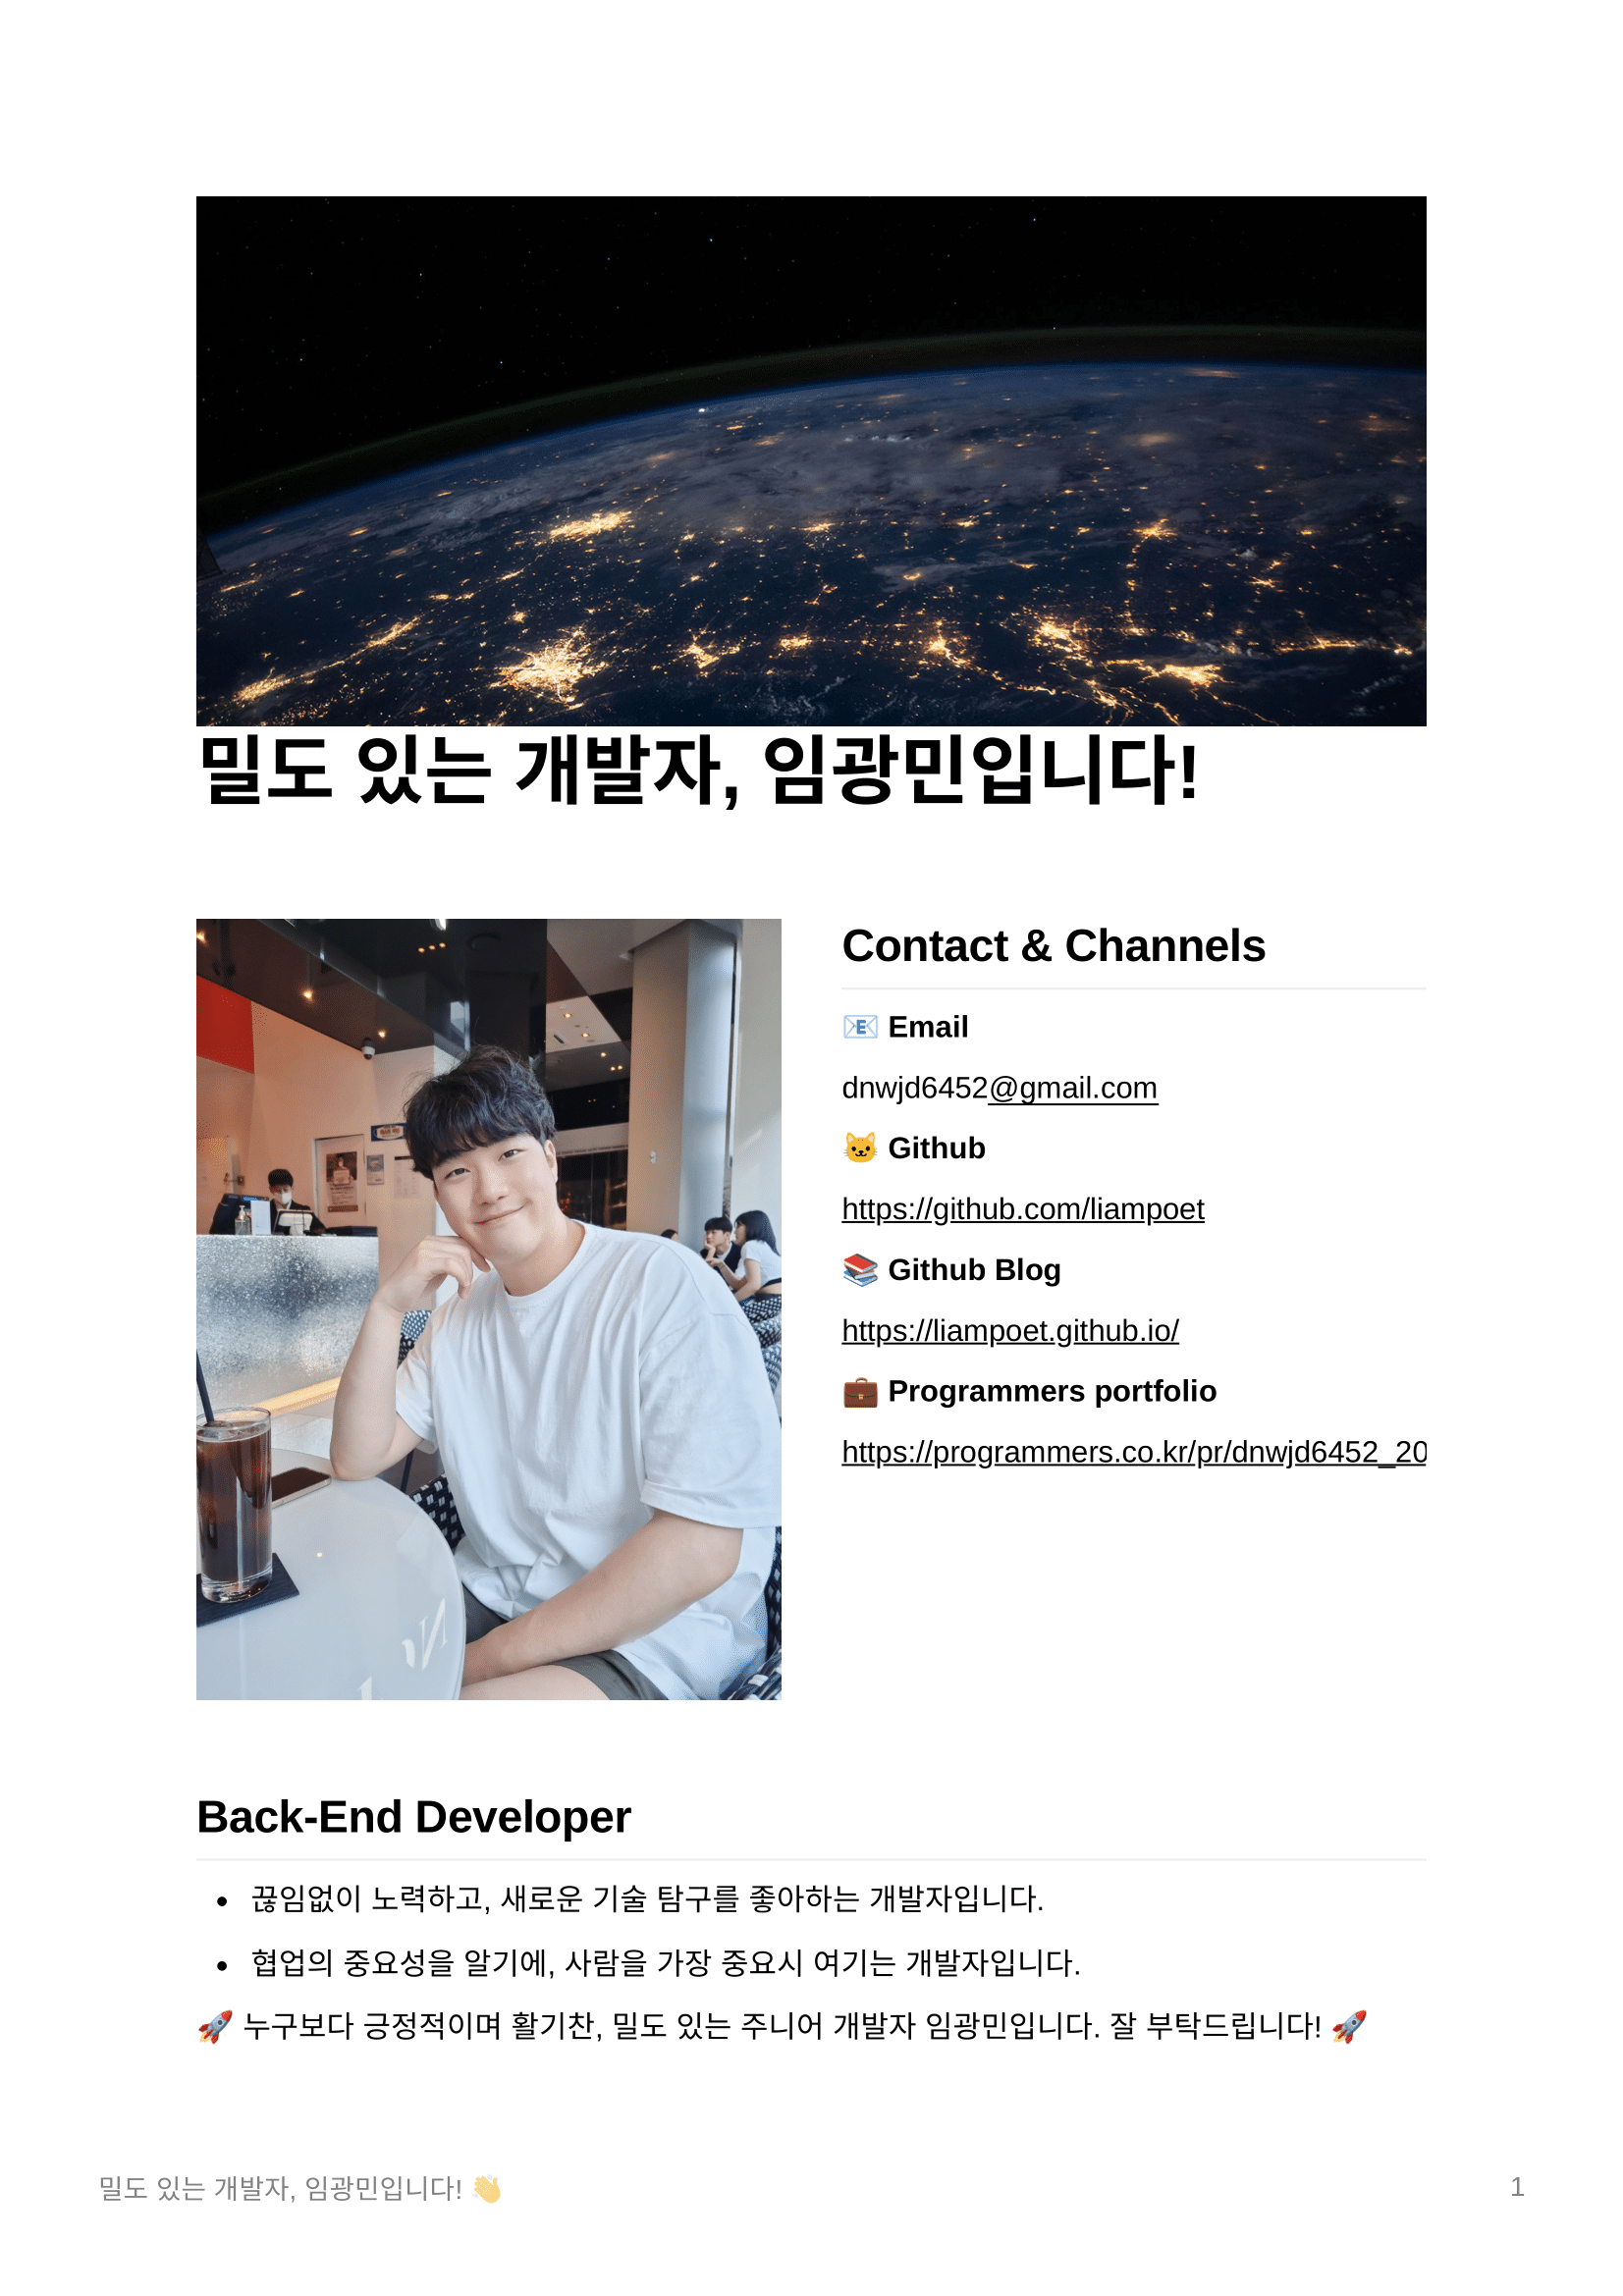 밀도 있는 개발자, 임광민입니다!
Contact & Channels
📧 Email
dnwjd6452@gmail.com
🐱 Github
https://github.com/liampoet
📚 Github Blog
https://liampoet.github.io/
💼 Programmers portfolio
https://programmers.co.kr/pr/dnwjd6452_20
Back-End Developer
• 끊임없이 노력하고, 새로운 기술 탐구를 좋아하는 개발자입니다.
• 협업의 중요성을 알기에, 사람을 가장 중요시 여기는 개발자입니다.
🚀 누구보다 긍정적이며 활기찬, 밀도 있는 주니어 개발자 임광민입니다. 잘 부탁드립니다! 🚀
밀도 있는 개발자, 임광민입니다! 👏
1